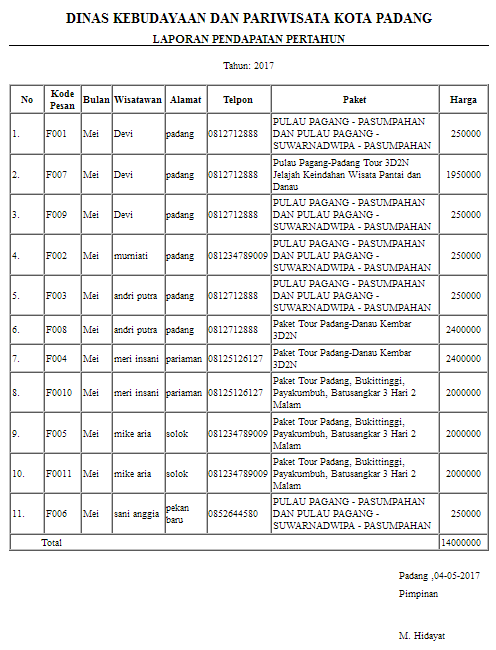 DINAS KEBUDAYAAN DAN PARIWISATA KOTA PADANG
LAPORAN PENDAPATAN PERTAHUN
Tahun: 2017
No Kode Pesan Bulan Wisatawan Alamat Telpon Paket Harga
1. F001 Mei Devi padang 0812712888 PULAU PAGANG - PASUMPAHAN DAN PULAU PAGANG - SUWARNADWIPA - PASUMPAHAN 250000
2. F007 Mei Devi padang 0812712888 Pulau Pagang-Padang Tour 3D2N Jelajah Keindahan Wisata Pantai dan Danau 1950000
3. F009 Mei Devi padang 0812712888 PULAU PAGANG - PASUMPAHAN DAN PULAU PAGANG - SUWARNADWIPA - PASUMPAHAN 250000
4. F002 Mei murniati padang 081234789009 PULAU PAGANG - PASUMPAHAN DAN PULAU PAGANG - SUWARNADWIPA - PASUMPAHAN 250000
5. F003 Mei andri putra padang 0812712888 PULAU PAGANG - PASUMPAHAN DAN PULAU PAGANG - SUWARNADWIPA - PASUMPAHAN 250000
6. F008 Mei andri putra padang 0812712888 Paket Tour Padang-Danau Kembar 3D2N 2400000
7. F004 Mei meri insani pariaman 08125126127 Paket Tour Padang-Danau Kembar 3D2N 2400000
8. F0010 Mei meri insani pariaman 08125126127 Paket Tour Padang, Bukittinggi, Payakumbuh, Batusangkar 3 Hari 2 Malam 2000000
9. F005 Mei mike aria solok 081234789009 Paket Tour Padang, Bukittinggi, Payakumbuh, Batusangkar 3 Hari 2 Malam 2000000
10. F0011 Mei mike aria solok 081234789009 Paket Tour Padang, Bukittinggi, Payakumbuh, Batusangkar 3 Hari 2 Malam 2000000
11. F006 Mei sani anggia pekan baru 0852644580 PULAU PAGANG - PASUMPAHAN DAN PULAU PAGANG - SUWARNADWIPA - PASUMPAHAN 250000
Total 14000000
Padang ,04-05-2017
Pimpinan
M. Hidayat